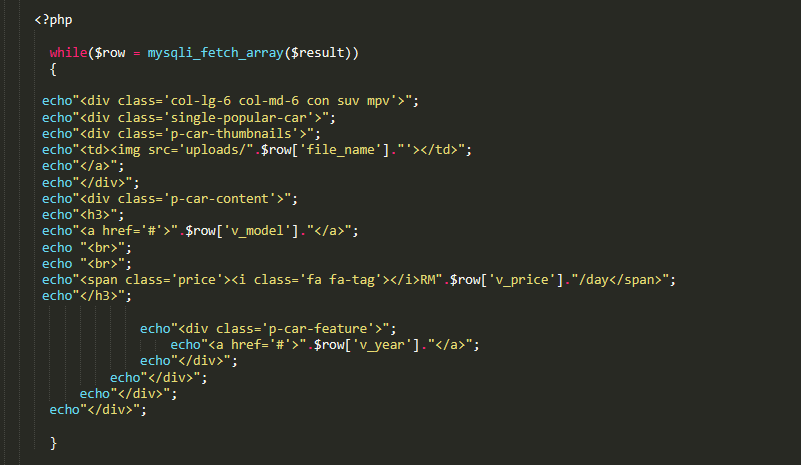 <?php
while($row = mysqli_fetch_array($result))
{
echo"<div class='col-lg-6 col-md-6 con suv mpv'>";
echo"<div class='single-popular-car'>";
echo"<div class='p-car-thumbnails'>";
echo"<td><img src='uploads/".$row['file_name']."'></td>";
echo"</a>";
echo"</div>";
echo"<div class='p-car-content'>";
echo"<h3>";
echo"<a href='#'>".$row['v_model']."</a>";
echo "<br>";
echo "<br>";
echo"<span class='price'><i class='fa fa-tag'></i>RM".$row['v_price']."/day</span>";
echo"</h3>";
echo"<div class='p-car-feature'>";
echo"<a href='#'>".$row['v_year']."</a>";
echo"</div>";
echo"</div>";
echo"</div>";
echo"</div>";
}